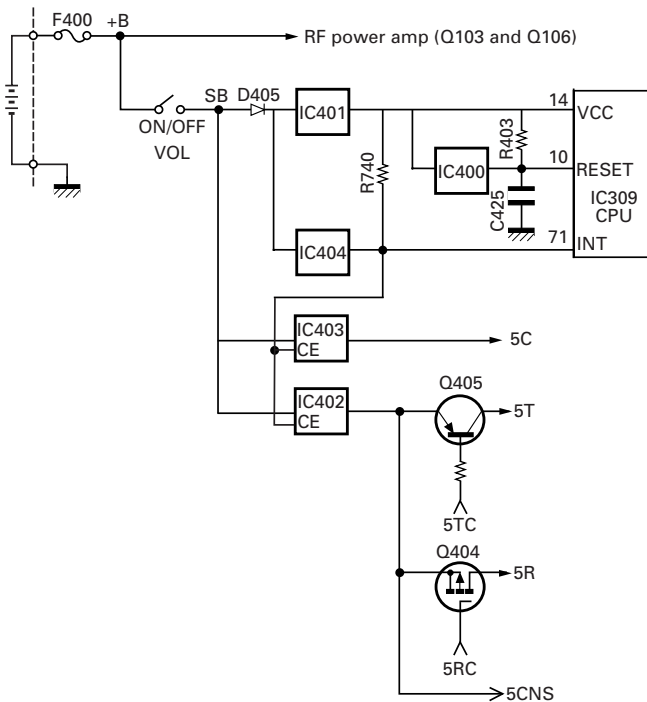 F400 +B
RF power amp (Q103 and Q106)
SB D405
ON/OFF
VOL
IC401
14
VCC
R403
R740
IC400
10
RESET
C425
IC309
CPU
IC404
71
INT
IC403
CE
5C
IC402
CE
Q405
5T
5TC
Q404
5R
5RC
5CNS